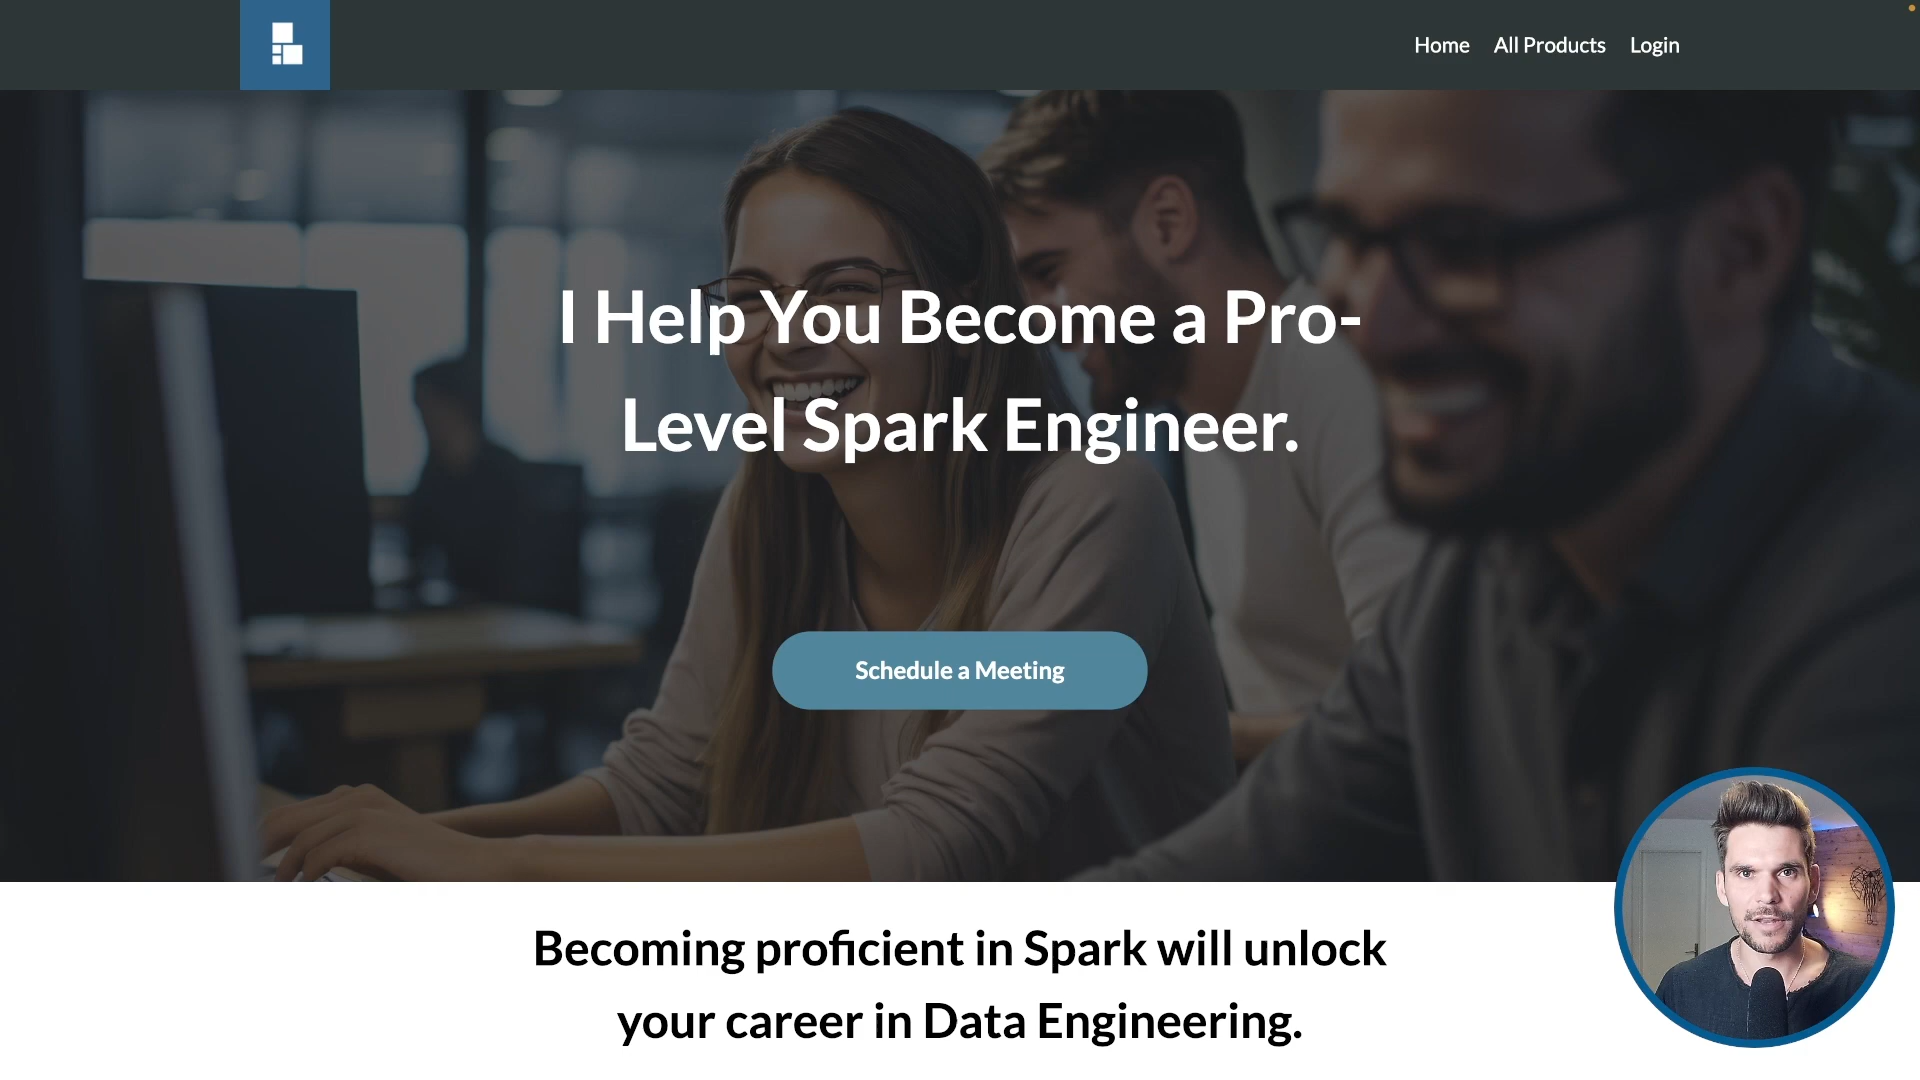 Home All Products Login
I Help You Become a Pro-
Level Spark Engineer.
Schedule a Meeting
Becoming proficient in Spark will unlock
your career in Data Engineering.